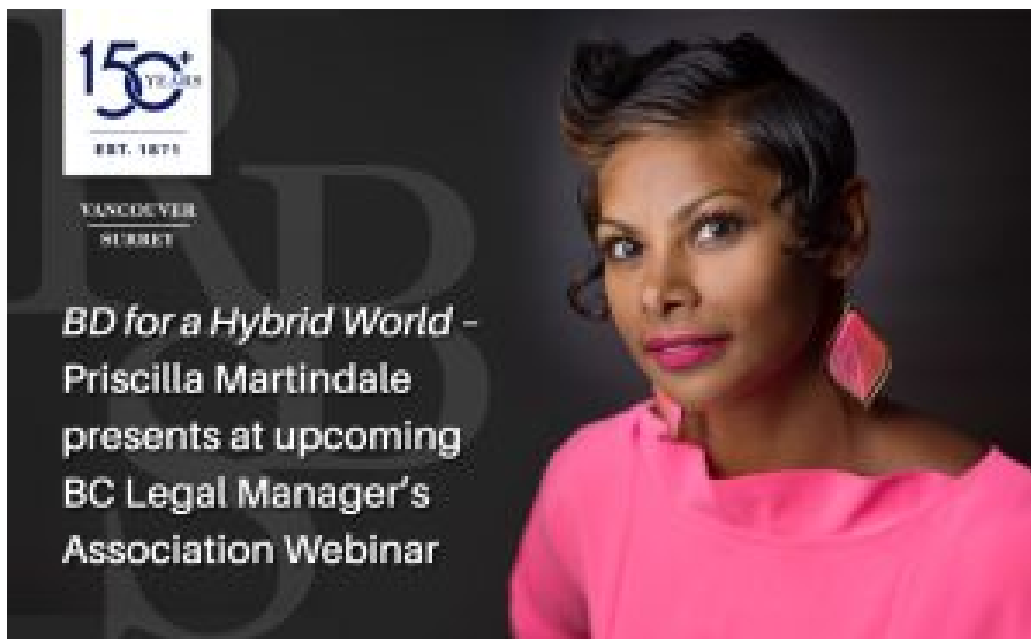 150+
YEARS
EST. 1871
VANCOUVER
SURREY
BD for a Hybrid World –
Priscilla Martindale
presents at upcoming
BC Legal Manager's
Association Webinar